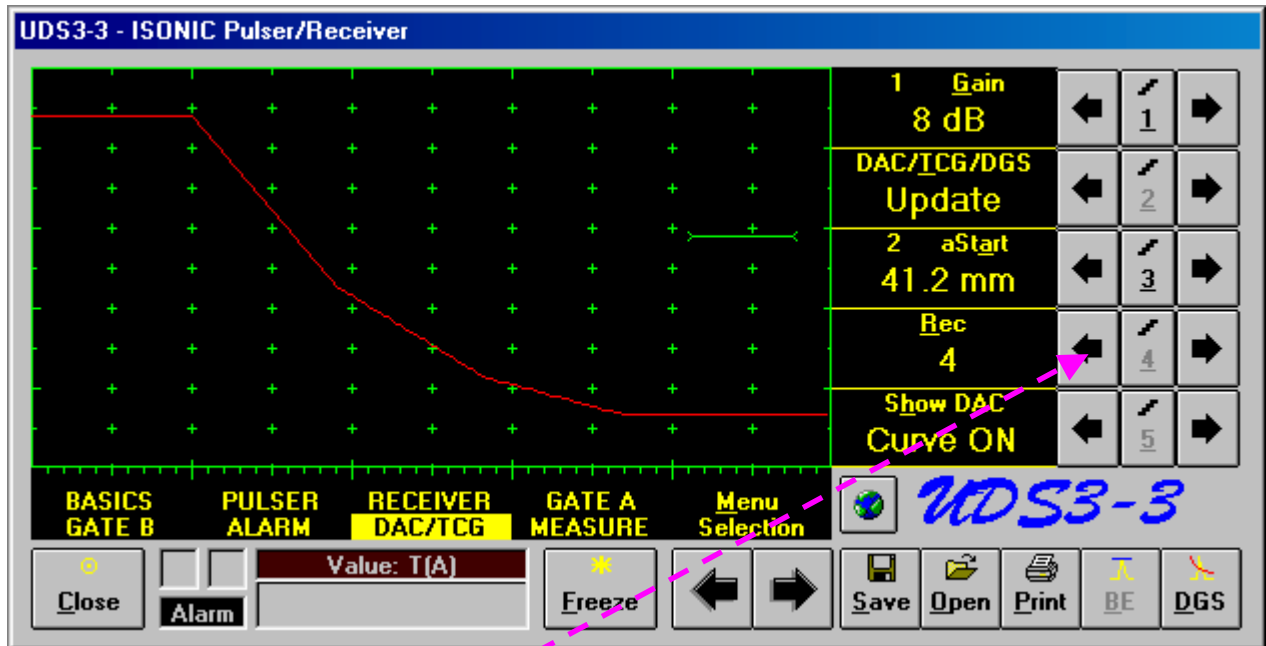 UDS3-3 - ISONIC Pulser/Receiver
1 Gain
8 dB
1
DAC/TCG/DGS
Update
2
2 aStart
41.2 mm
3
Rec
4
4
Show DAC
Curve ON
5
BASICS PULSER RECEIVER GATE A Menu
GATE B ALARM DAC/TCG MEASURE Selection
UDS3-3
Close
Alarm
Value: T(A)
Freeze
Save
Open
Print
BE
DGS